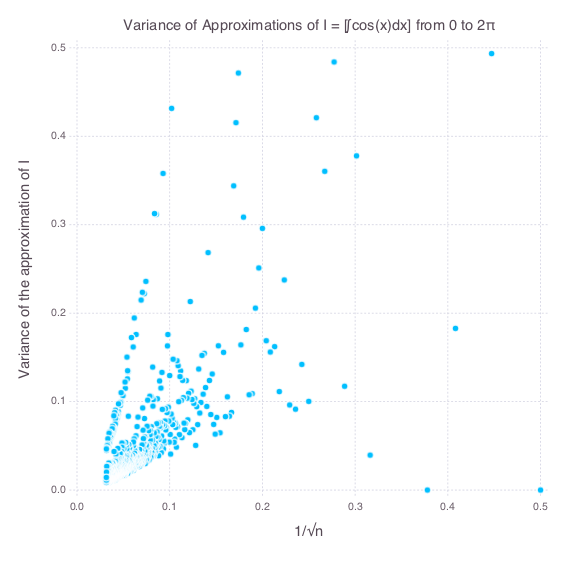 Variance of Approximations of I = [∫cos(x)dx] from 0 to 2π
Variance of the approximation of I
0.5
0.4
0.3
0.2
0.1
0.0
0.0 0.1 0.2 0.3 0.4 0.5
1/√n